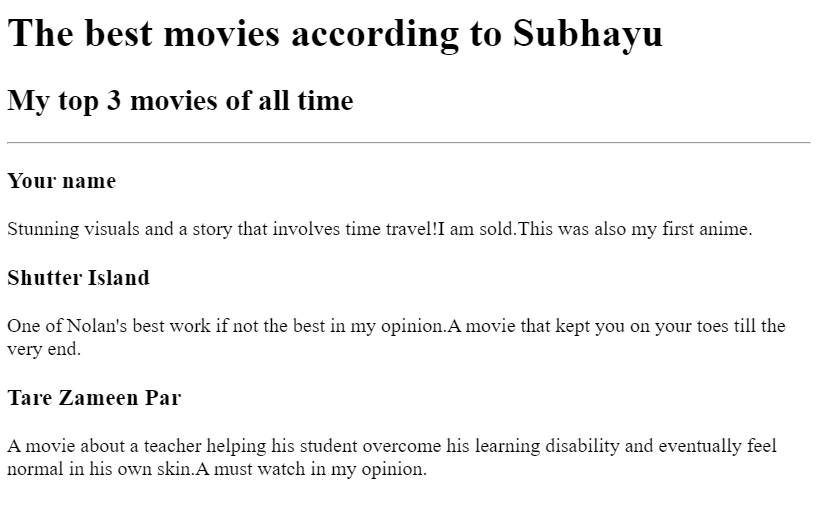 The best movies according to Subhayu
My top 3 movies of all time
Your name
Stunning visuals and a story that involves time travel!I am sold.This was also my first anime.
Shutter Island
One of Nolan's best work if not the best in my opinion.A movie that kept you on your toes till the
very end.
Tare Zameen Par
A movie about a teacher helping his student overcome his learning disability and eventually feel
normal in his own skin.A must watch in my opinion.